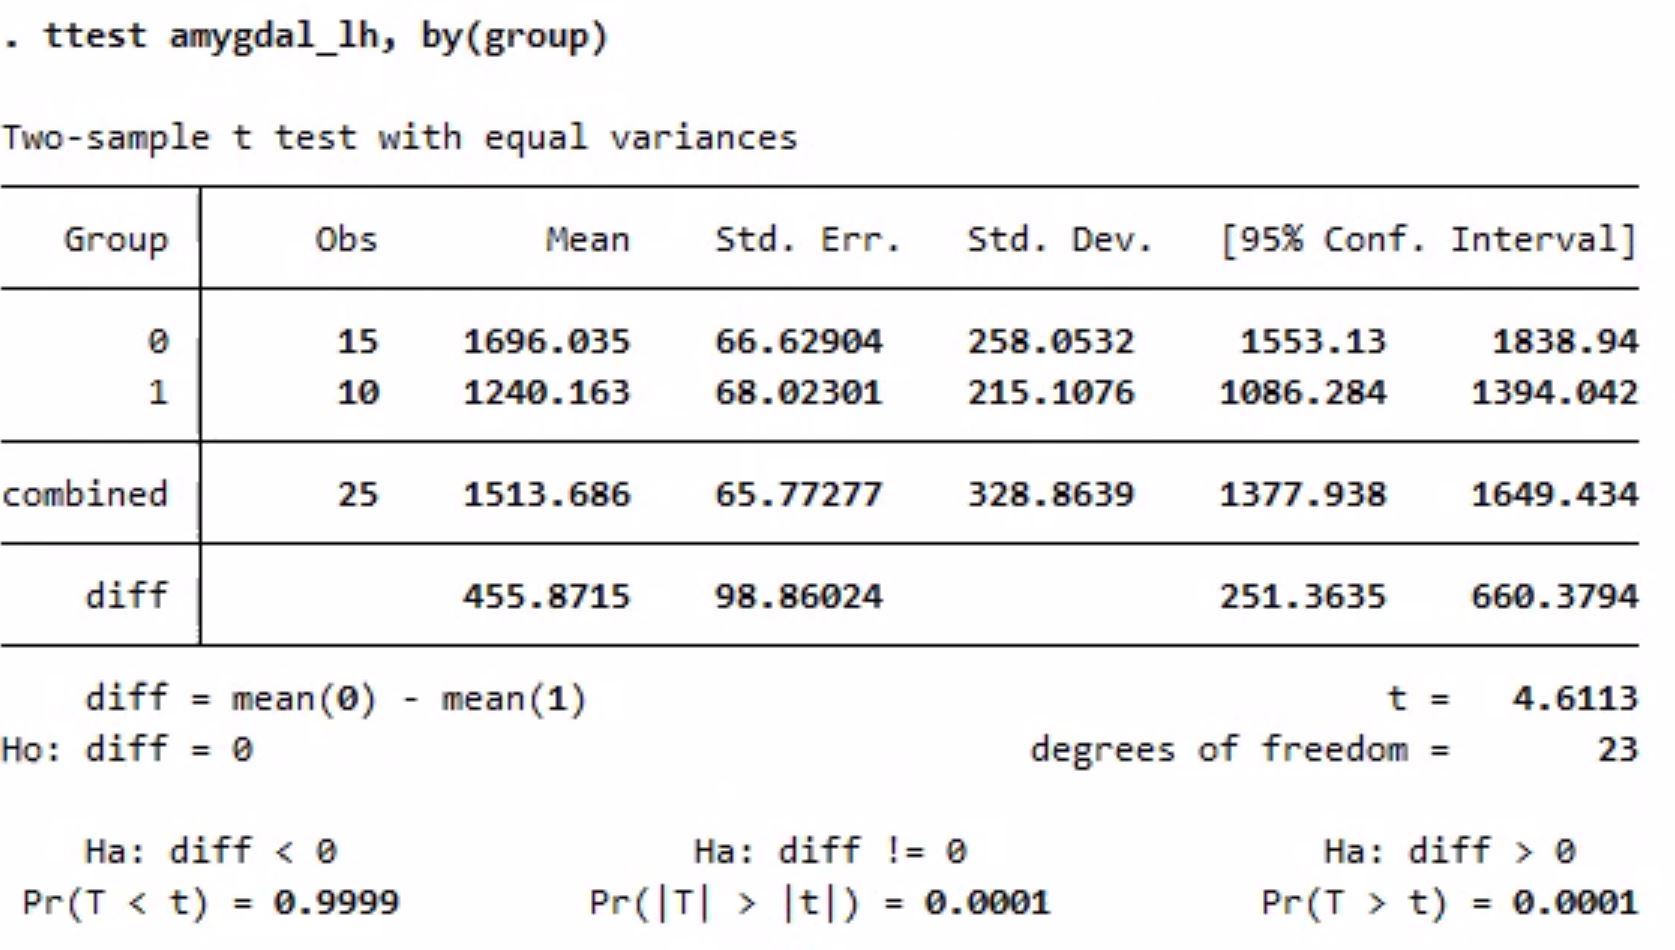 . ttest amygdal_lh, by(group)
Two-sample t test with equal variances
Group Obs Mean Std. Err. Std. Dev. [95% Conf. Interval]
0 15 1696.035 66.62904 258.0532 1553.13 1838.94
1 10 1240.163 68.02301 215.1076 1086.284 1394.042
combined 25 1513.686 65.77277 328.8639 1377.938 1649.434
diff 455.8715 98.86024 251.3635 660.3794
diff = mean(0) - mean(1) t = 4.6113
Ho: diff = 0 degrees of freedom = 23
Ha: diff < 0 Ha: diff != 0 Ha: diff > 0
Pr(T < t) = 0.9999 Pr(|T| > |t|) = 0.0001 Pr(T > t) = 0.0001